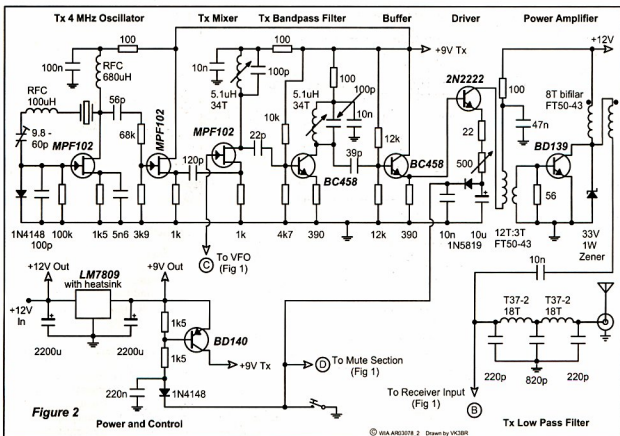 Tx 4 MHz Oscillator
Tx Mixer
Tx Bandpass Filter
Buffer
Driver
Power Amplifier
100
100n
RFC
680uH
RFC
100uH
9.8 -
60p
56p
68k
MPF102
MPF102
120p
1N4148
100p
100k
1k5
5n6
3k9
1k
10n
100
100p
5.1uH
34T
MPF102
22p
10k
1k
5.1uH
34T
100
100p
10n
39p
BC458
4k7
390
12k
BC458
12k
390
+9V Tx
2N2222
22
500
10n
1N5819
10u
+12V
100
47n
8T bifilar
FT50-43
BD139
56
12T:3T
FT50-43
33V
1W
Zener
C
To VFO
(Fig 1)
+12V Out
LM7809
with heatsink
+9V Out
+12V
In
2200u
2200u
1k5
1k5
BD140
+9V Tx
220n
1N4148
D
To Mute Section
(Fig 1)
10n
T37-2
18T
T37-2
18T
220p
820p
220p
To Receiver Input
(Fig 1)
B
Tx Low Pass Filter
Figure 2
Power and Control
© WIA AR03078_2 Drawn by VK3BR